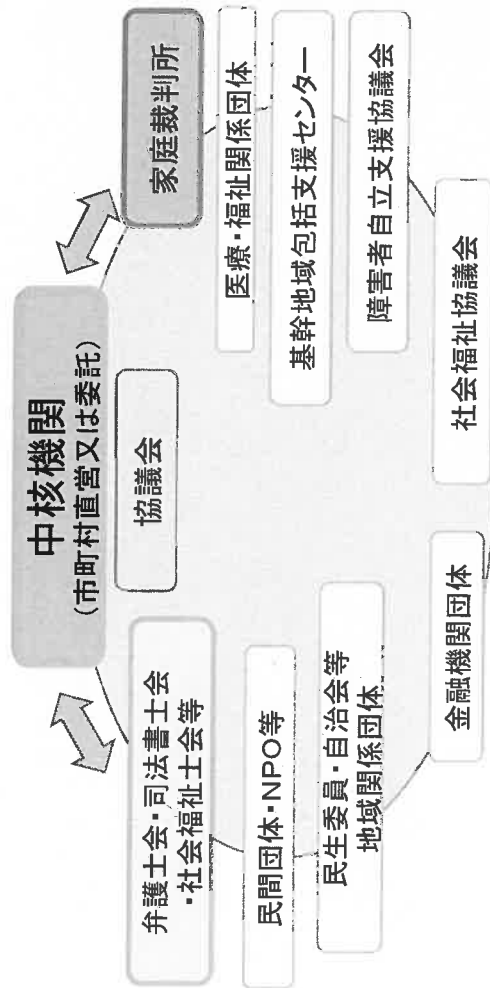 中核機関
(市町村直営又は委託)
協議会
家庭裁判所
医療・福祉関係団体
基幹地域包括支援センター
障害者自立支援協議会
社会福祉協議会
金融機関団体
民生委員・自治会等
地域関係団体
民間団体・NPO等
弁護士会・司法書士会
・社会福祉士会等